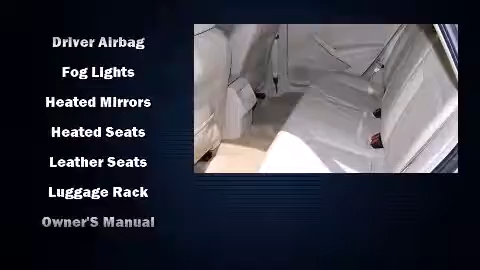 Driver Airbag
Fog Lights
Heated Mirrors
Heated Seats
Leather Seats
Luggage Rack
Owner'S Manual